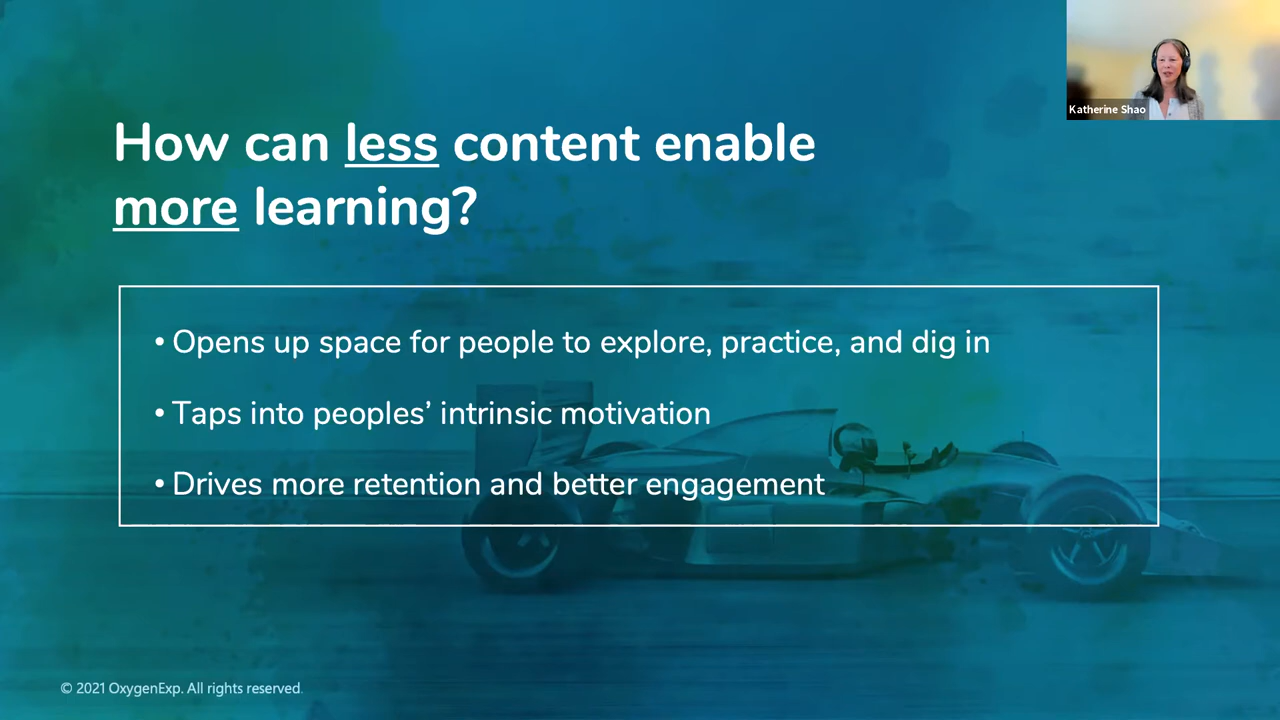 How can less content enable
more learning?
• Opens up space for people to explore, practice, and dig in
• Taps into peoples’ intrinsic motivation
• Drives more retention and better engagement
Katherine Shao
© 2021 OxygenExp. All rights reserved.